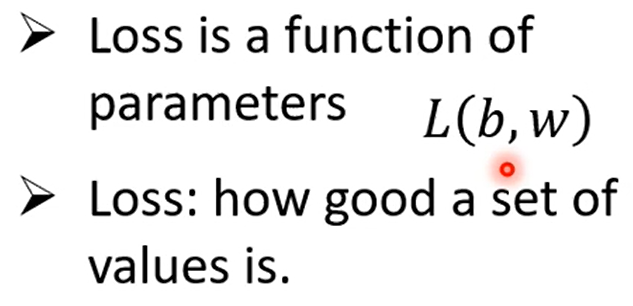 ➢ Loss is a function of
parameters L(b, w)
➢ Loss: how good a set of
values is.